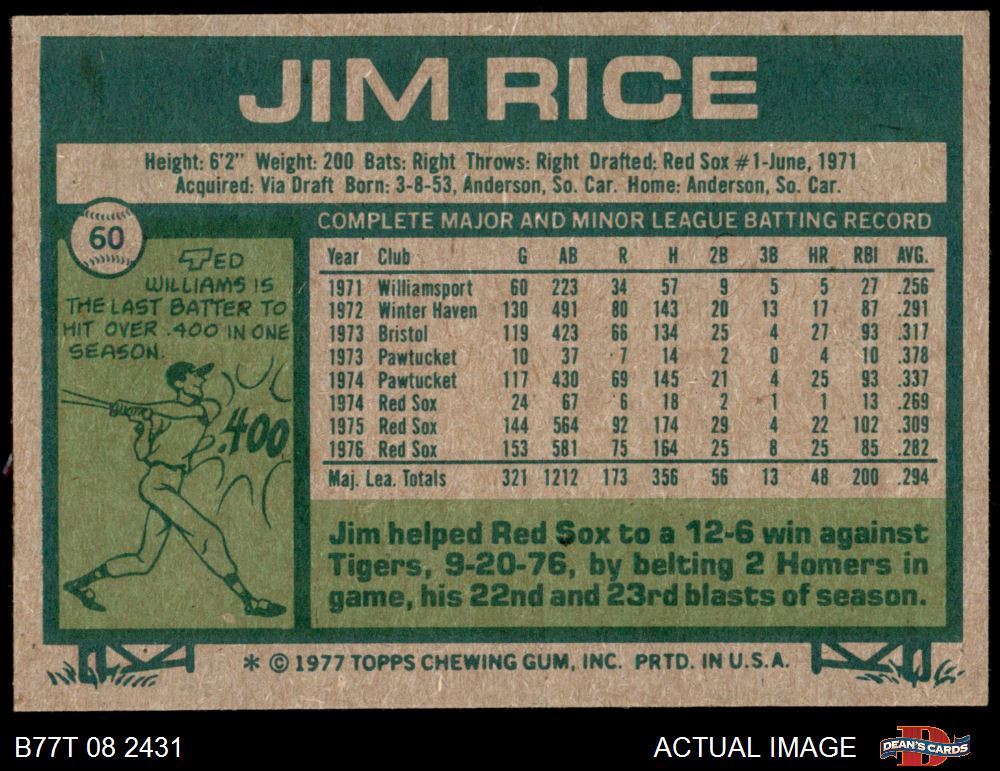 JIM RICE
Height: 6'2" Weight: 200 Bats: Right Throws: Right Drafted: Red Sox #1-June, 1971
Acquired: Via Draft Born: 3-8-53, Anderson, So. Car. Home: Anderson, So. Car.
60
TED
WILLIAMS IS
THE LAST BATTER TO
HIT OVER .400 IN ONE
SEASON.
.400
COMPLETE MAJOR AND MINOR LEAGUE BATTING RECORD
Year Club G AB R H 2B 3B HR RBI AVG.
1971 Williamsport 60 223 34 57 9 5 5 27 .256
1972 Winter Haven 130 491 80 143 20 13 17 87 .291
1973 Bristol 119 423 66 134 25 4 27 93 .317
1973 Pawtucket 10 37 7 14 2 0 4 10 .378
1974 Pawtucket 117 430 69 145 21 4 25 93 .337
1974 Red Sox 24 67 6 18 2 1 1 13 .269
1975 Red Sox 144 564 92 174 29 4 22 102 .309
1976 Red Sox 153 581 75 164 25 8 25 85 .282
Maj. Lea. Totals 321 1212 173 356 56 13 48 200 .294
Jim helped Red Sox to a 12-6 win against
Tigers, 9-20-76, by belting 2 Homers in
game, his 22nd and 23rd blasts of season.
* © 1977 TOPPS CHEWING GUM, INC. PRTD. IN U.S.A.
B77T 08 2431
ACTUAL IMAGE
DEAN'S CARDS